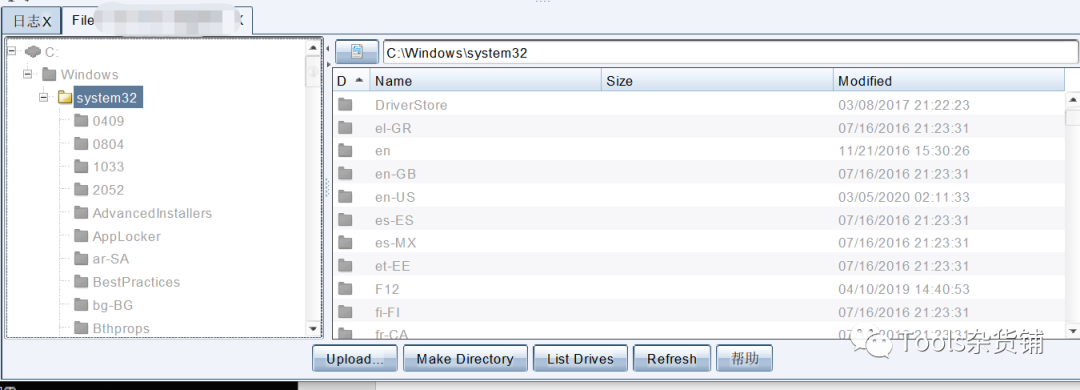 日志X File X
C:
Windows
system32
0409
0804
1033
2052
AdvancedInstallers
AppLocker
ar-SA
BestPractices
bg-BG
Bthprops
C:\Windows\system32
D Name Size Modified
DriverStore 03/08/2017 21:22:23
el-GR 07/16/2016 21:23:31
en 11/21/2016 15:30:26
en-GB 07/16/2016 21:23:31
en-US 03/05/2020 02:11:33
es-ES 07/16/2016 21:23:31
es-MX 07/16/2016 21:23:31
et-EE 07/16/2016 21:23:31
F12 04/10/2019 14:40:53
fi-FI 07/16/2016 21:23:31
fr-CA
Tools杂货铺
Upload... Make Directory List Drives Refresh 帮助